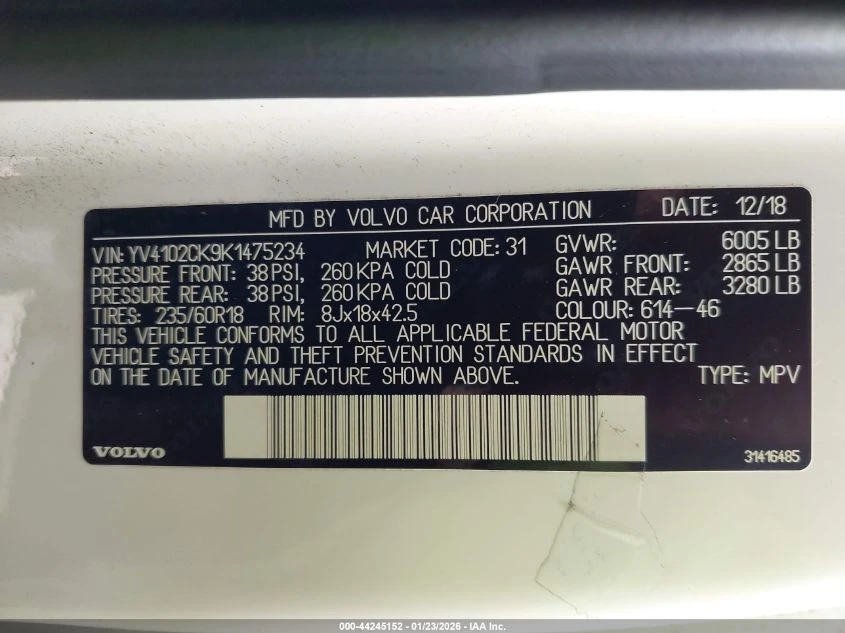 MFD BY VOLVO CAR CORPORATION DATE: 12/18
VIN: YV4102CK9K1475234 MARKET CODE: 31 GVWR: 6005 LB
PRESSURE FRONT: 38 PSI, 260 KPA COLD GAWR FRONT: 2865 LB
PRESSURE REAR: 38 PSI, 260 KPA COLD GAWR REAR: 3280 LB
TIRES: 235/60R18 RIM: 8Jx18x42.5 COLOUR: 614-46
THIS VEHICLE CONFORMS TO ALL APPLICABLE FEDERAL MOTOR
VEHICLE SAFETY AND THEFT PREVENTION STANDARDS IN EFFECT
ON THE DATE OF MANUFACTURE SHOWN ABOVE. TYPE: MPV
VOLVO 31416485
000-44245152 - 01/23/2026 - IAA Inc.